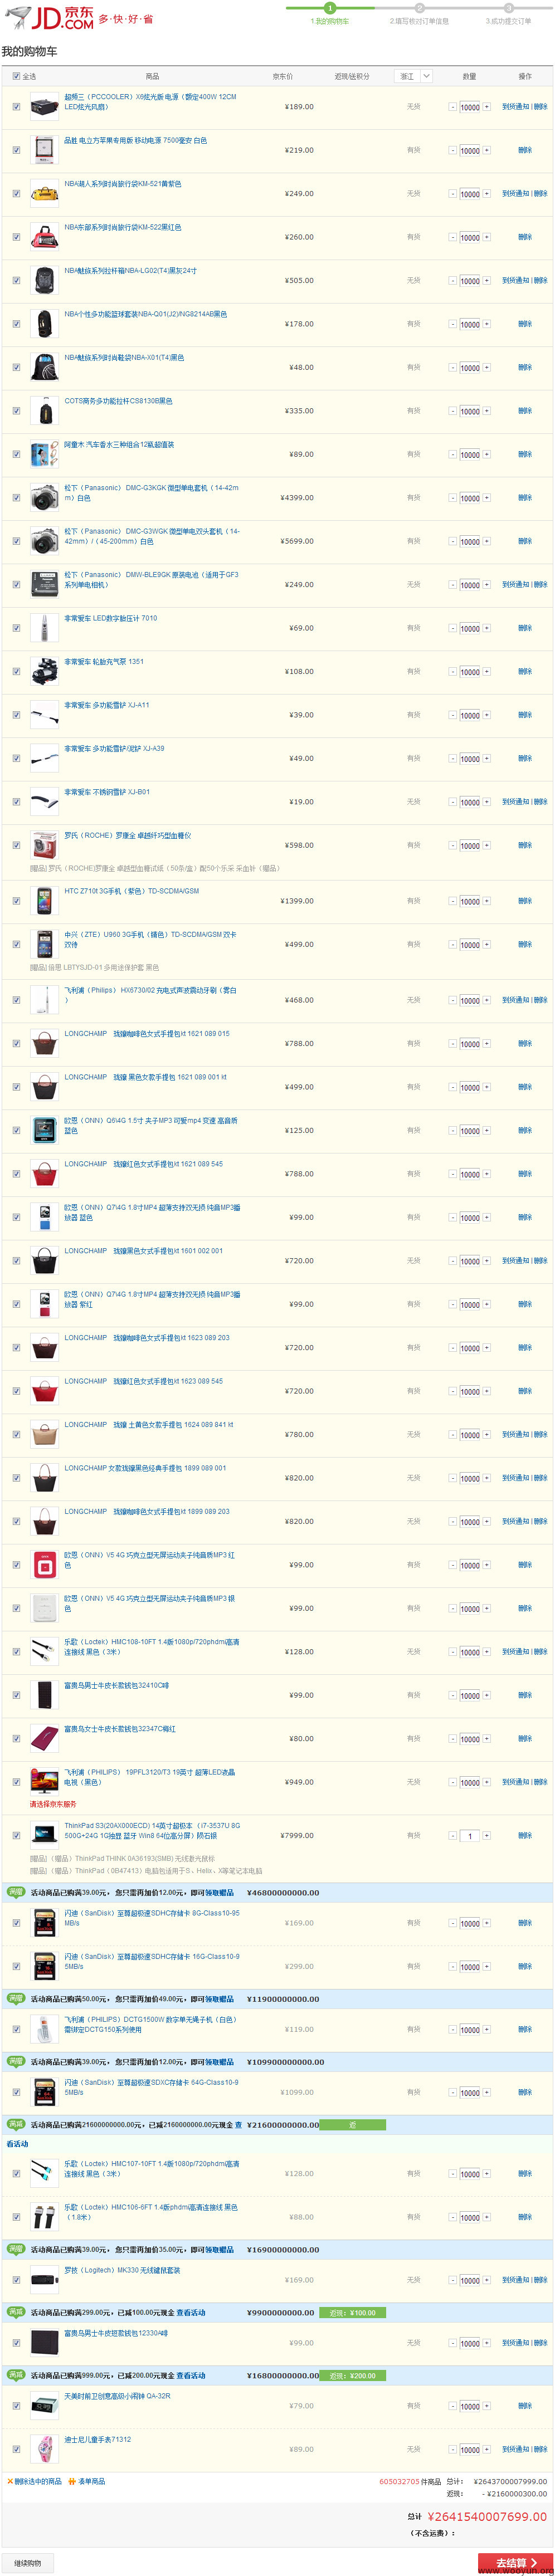 JD.COM 京东
多·快·好·省
1 2 3
1.我的购物车 2.填写核对订单信息 3.成功提交订单
我的购物车
全选 商品 京东价 返现/送积分 浙江 数量 操作
超频三（PCCOOLER）X6炫光版 电源（额定400W 12CM LED炫光风扇） ¥189.00 无货 - 10000 + 到货通知 | 删除
品胜 电立方苹果专用版 移动电源 7500毫安 白色 ¥219.00 有货 - 10000 + 删除
NBA湖人系列时尚旅行袋KM-521黄紫色 ¥249.00 无货 - 10000 + 到货通知 | 删除
NBA东部系列时尚旅行袋KM-522黑红色 ¥260.00 有货 - 10000 + 删除
NBA魅战系列拉杆箱NBA-LG02(T4)黑灰24寸 ¥505.00 无货 - 10000 + 到货通知 | 删除
NBA个性多功能篮球套装NBA-Q01(J2)/NG8214AB黑色 ¥178.00 有货 - 10000 + 删除
NBA魅战系列时尚鞋袋NBA-X01(T4)黑色 ¥48.00 有货 - 10000 + 删除
COTS商务多功能拉杆CS8130B黑色 ¥335.00 有货 - 10000 + 删除
阿童木 汽车香水三种组合12瓶超值装 ¥89.00 有货 - 10000 + 删除
松下（Panasonic） DMC-G3KGK 微型单电套机（14-42mm）白色 ¥4399.00 有货 - 10000 + 删除
松下（Panasonic） DMC-G3WGK 微型单电双头套机（14-42mm）/（45-200mm）白色 ¥5699.00 有货 - 10000 + 删除
松下（Panasonic） DMW-BLE9GK 原装电池（适用于GF3系列单电相机） ¥249.00 无货 - 10000 + 到货通知 | 删除
非常爱车 LED数字胎压计 7010 ¥69.00 有货 - 10000 + 删除
非常爱车 轮胎充气泵 1351 ¥108.00 有货 - 10000 + 删除
非常爱车 多功能雪铲 XJ-A11 ¥39.00 有货 - 10000 + 删除
非常爱车 多功能雪铲/泥铲 XJ-A39 ¥49.00 有货 - 10000 + 删除
非常爱车 不锈钢雪铲 XJ-B01 ¥19.00 无货 - 10000 + 到货通知 | 删除
罗氏（ROCHE）罗康全 卓越纤巧型血糖仪 ¥598.00 有货 - 10000 + 删除
[赠品] 罗氏（ROCHE)罗康全 卓越型血糖试纸（50条/盒）配50个乐采 采血针（赠品）
HTC Z710t 3G手机（紫色）TD-SCDMA/GSM ¥1399.00 有货 - 10000 + 删除
中兴（ZTE）U960 3G手机（睛色）TD-SCDMA/GSM 双卡双待 ¥499.00 有货 - 10000 + 删除
[赠品] 倍思 LBTYSJD-01 多用途保护套 黑色
飞利浦（Philips） HX6730/02 充电式声波震动牙刷（雾白） ¥468.00 无货 - 10000 + 到货通知 | 删除
LONGCHAMP 珑骧咖啡色女式手提包kt 1621 089 015 ¥788.00 有货 - 10000 + 删除
LONGCHAMP 珑骧 黑色女款手提包 1621 089 001 kt ¥499.00 有货 - 10000 + 删除
欧恩（ONN）Q6\4G 1.5寸 夹子MP3 可爱mp4 变速 高音质 蓝色 ¥125.00 有货 - 10000 + 删除
LONGCHAMP 珑骧红色女式手提包kt 1621 089 545 ¥788.00 有货 - 10000 + 删除
欧恩（ONN）Q7\4G 1.8寸MP4 超薄支持双无损 纯音MP3播放器 蓝色 ¥99.00 有货 - 10000 + 删除
LONGCHAMP 珑骧黑色女式手提包kt 1601 002 001 ¥720.00 无货 - 10000 + 到货通知 | 删除
欧恩（ONN）Q7\4G 1.8寸MP4 超薄支持双无损 纯音MP3播放器 紫红 ¥99.00 有货 - 10000 + 删除
LONGCHAMP 珑骧咖啡色女式手提包kt 1623 089 203 ¥720.00 有货 - 10000 + 删除
LONGCHAMP 珑骧红色女式手提包kt 1623 089 545 ¥720.00 有货 - 10000 + 删除
LONGCHAMP 珑骧 土黄色女款手提包 1624 089 841 kt ¥780.00 无货 - 10000 + 到货通知 | 删除
LONGCHAMP 女款珑骧黑色经典手提包 1899 089 001 ¥820.00 无货 - 10000 + 到货通知 | 删除
LONGCHAMP 珑骧咖啡色女式手提包kt 1899 089 203 ¥820.00 无货 - 10000 + 到货通知 | 删除
欧恩（ONN）V5 4G 巧克立型无屏运动夹子纯音质MP3 红色 ¥99.00 有货 - 10000 + 删除
欧恩（ONN）V5 4G 巧克立型无屏运动夹子纯音质MP3 银色 ¥99.00 有货 - 10000 + 删除
乐歌（Loctek）HMC108-10FT 1.4版1080p/720phdmi高清连接线 黑色（3米） ¥128.00 无货 - 10000 + 到货通知 | 删除
富贵鸟男士牛皮长款钱包32410C啡 ¥99.00 有货 - 10000 + 删除
富贵鸟女士牛皮长款钱包32347C梅红 ¥80.00 有货 - 10000 + 删除
飞利浦（PHILIPS） 19PFL3120/T3 19英寸 超薄LED液晶电视（黑色） ¥949.00 无货 - 10000 + 到货通知 | 删除
请选择京东服务
ThinkPad S3(20AX000ECD) 14英寸超极本 （i7-3537U 8G 500G+24G 1G独显 蓝牙 Win8 64位 高分屏）陨石银 ¥7999.00 有货 - 1 + 删除
[赠品] （赠品）ThinkPad THINK 0A36193(SMB) 无线激光鼠标
[赠品] （赠品）ThinkPad（0B47413）电脑包适用于S、Helix、X等笔记本电脑
满赠 活动商品已购满39.00元，您只需再加价12.00元，即可领取赠品 ¥46800000000.00
闪迪（SanDisk）至尊超极速SDHC存储卡 8G-Class10-95MB/s ¥169.00 有货 - 10000 + 删除
闪迪（SanDisk）至尊超极速SDHC存储卡 16G-Class10-95MB/s ¥299.00 有货 - 10000 + 删除
满赠 活动商品已购满50.00元，您只需再加价49.00元，即可领取赠品 ¥11900000000.00
飞利浦（PHILIPS）DCTG1500W 数字单无绳子机（白色）需绑定DCTG150系列使用 ¥119.00 有货 - 10000 + 删除
满赠 活动商品已购满39.00元，您只需再加价12.00元，即可领取赠品 ¥109900000000.00
闪迪（SanDisk）至尊超极速SDXC存储卡 64G-Class10-95MB/s ¥1099.00 有货 - 10000 + 删除
满减 活动商品已购满21600000000.00元，已减2160000000.00元现金 查看活动 ¥21600000000.00 返
乐歌（Loctek）HMC107-10FT 1.4版1080p/720phdmi高清连接线 黑色（3米） ¥128.00 有货 - 10000 + 删除
乐歌（Loctek）HMC106-6FT 1.4版phdmi高清连接线 黑色（1.8米） ¥88.00 有货 - 10000 + 删除
满赠 活动商品已购满39.00元，您只需再加价35.00元，即可领取赠品 ¥16900000000.00
罗技（Logitech）MK330 无线键鼠套装 ¥169.00 无货 - 10000 + 到货通知 | 删除
满减 活动商品已购满299.00元，已减100.00元现金 查看活动 ¥9900000000.00 返现：¥100.00
富贵鸟男士牛皮短款钱包12330A啡 ¥99.00 无货 - 10000 + 删除
满减 活动商品已购满999.00元，已减200.00元现金 查看活动 ¥16800000000.00 返现：¥200.00
天美时前卫创意高级小闹钟 QA-32R ¥79.00 有货 - 10000 + 删除
迪士尼儿童手表71312 ¥89.00 无货 - 10000 + 到货通知 | 删除
删除选中的商品 凑单商品 605032705 件商品 总计： ¥2643700007999.00
返现： - ¥2160000300.00
总计（不含运费）： ¥2641540007699.00
继续购物 去结算
www.wooyun.org